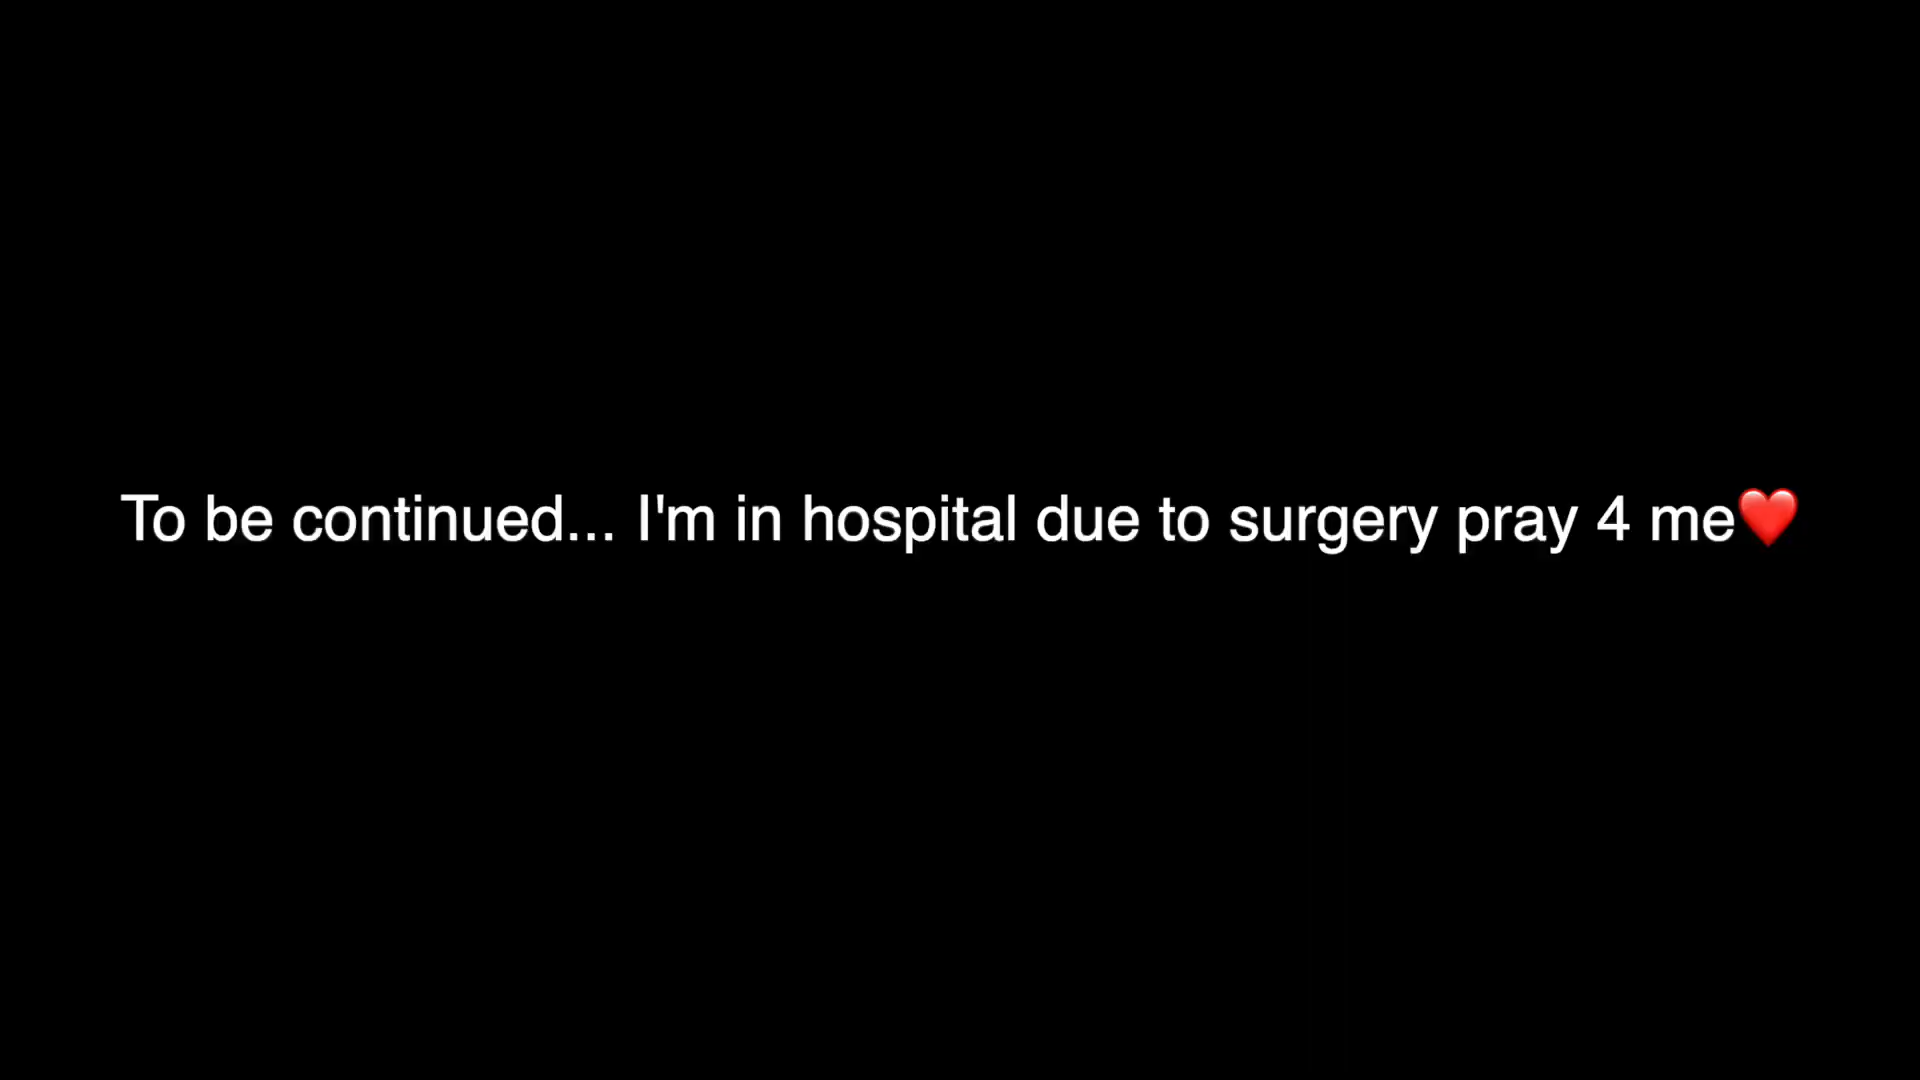 To be continued... I'm in hospital due to surgery pray 4 me❤️